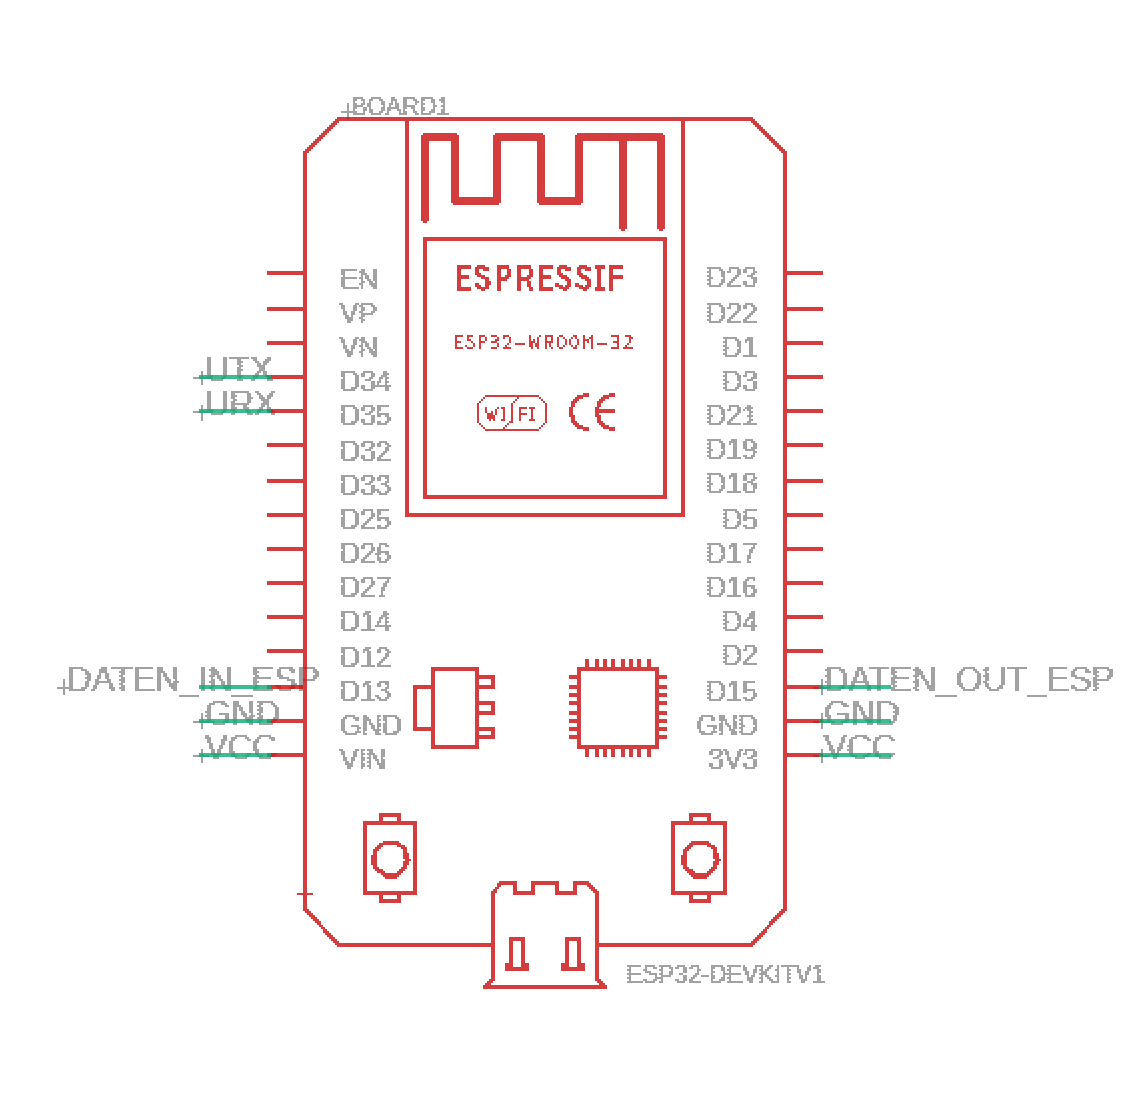 BOARD1
ESPRESSIF
ESP32-WROOM-32
WI FI CE
EN
VP
VN
UTX D34
URX D35
D32
D33
D25
D26
D27
D14
D12
DATEN_IN_ESP D13
GND GND
VCC VIN
D23
D22
D1
D3
D21
D19
D18
D5
D17
D16
D4
D2
D15 DATEN_OUT_ESP
GND GND
3V3 VCC
ESP32-DEVKITV1